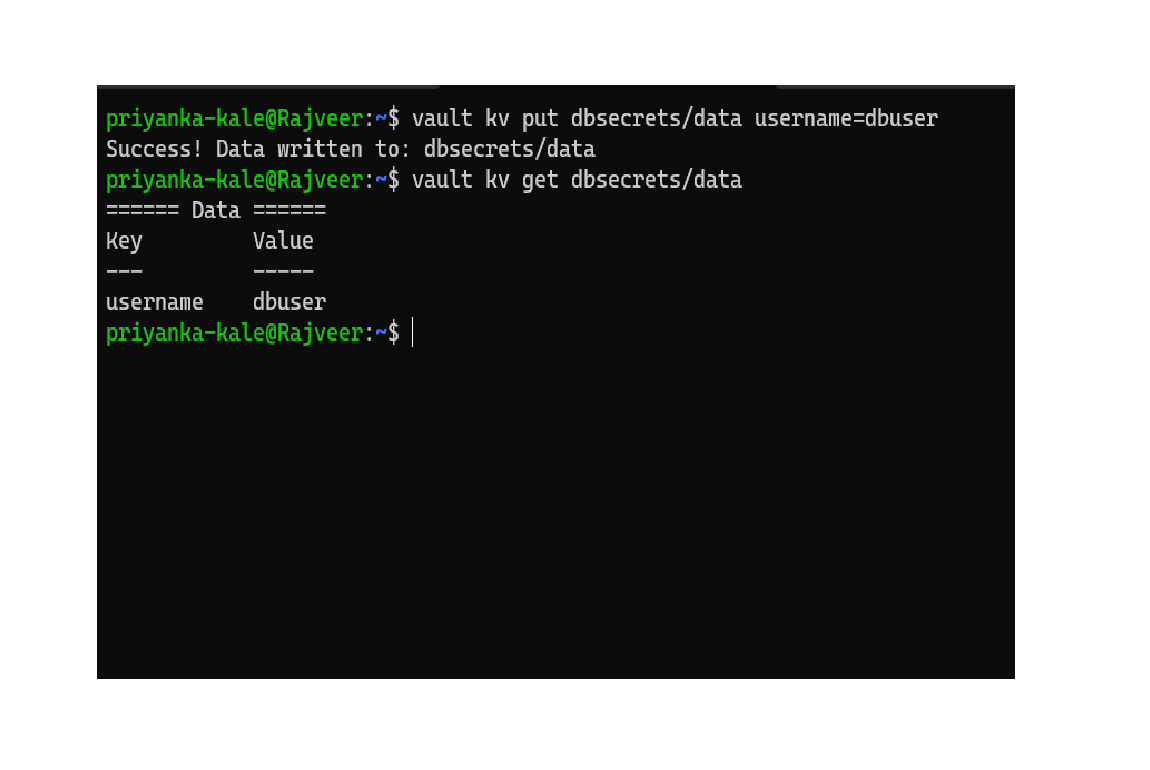 priyanka-kale@Rajveer:~$ vault kv put dbsecrets/data username=dbuser
Success! Data written to: dbsecrets/data
priyanka-kale@Rajveer:~$ vault kv get dbsecrets/data
====== Data ======
Key         Value
---         -----
username    dbuser
priyanka-kale@Rajveer:~$